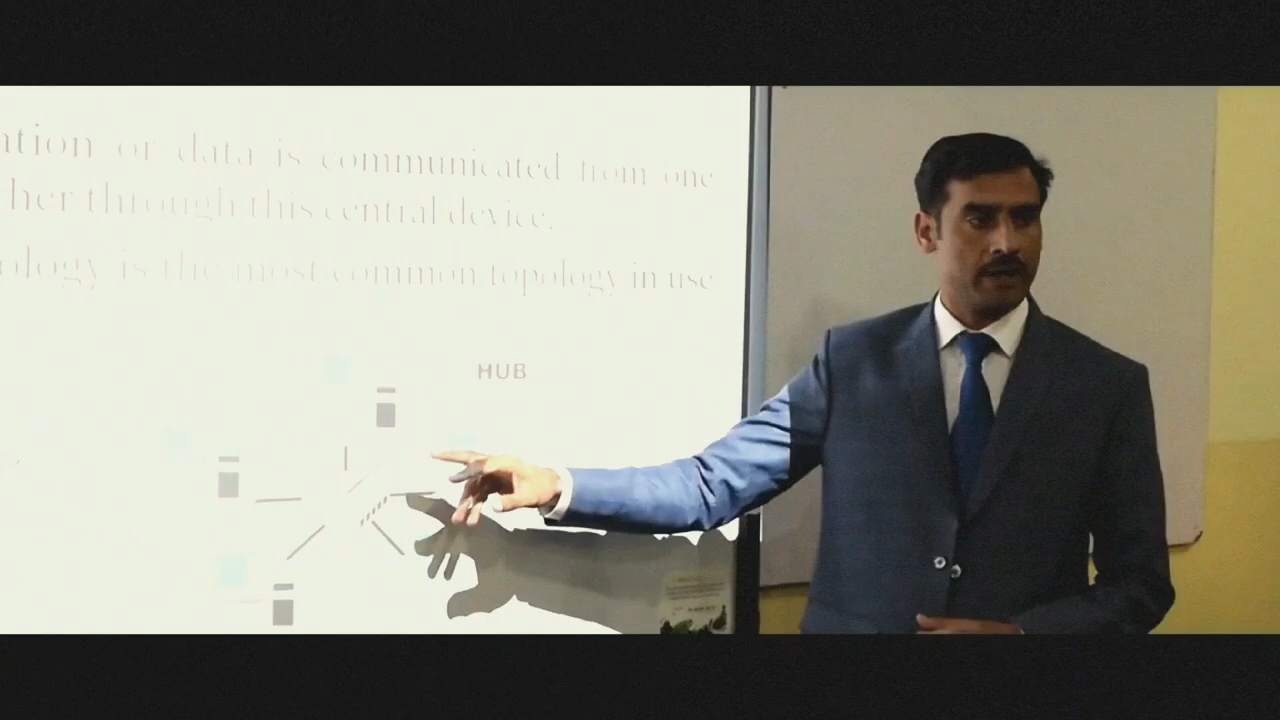 ation or data is communicated from one
her through this central device.
ology is the most common topology in use
HUB